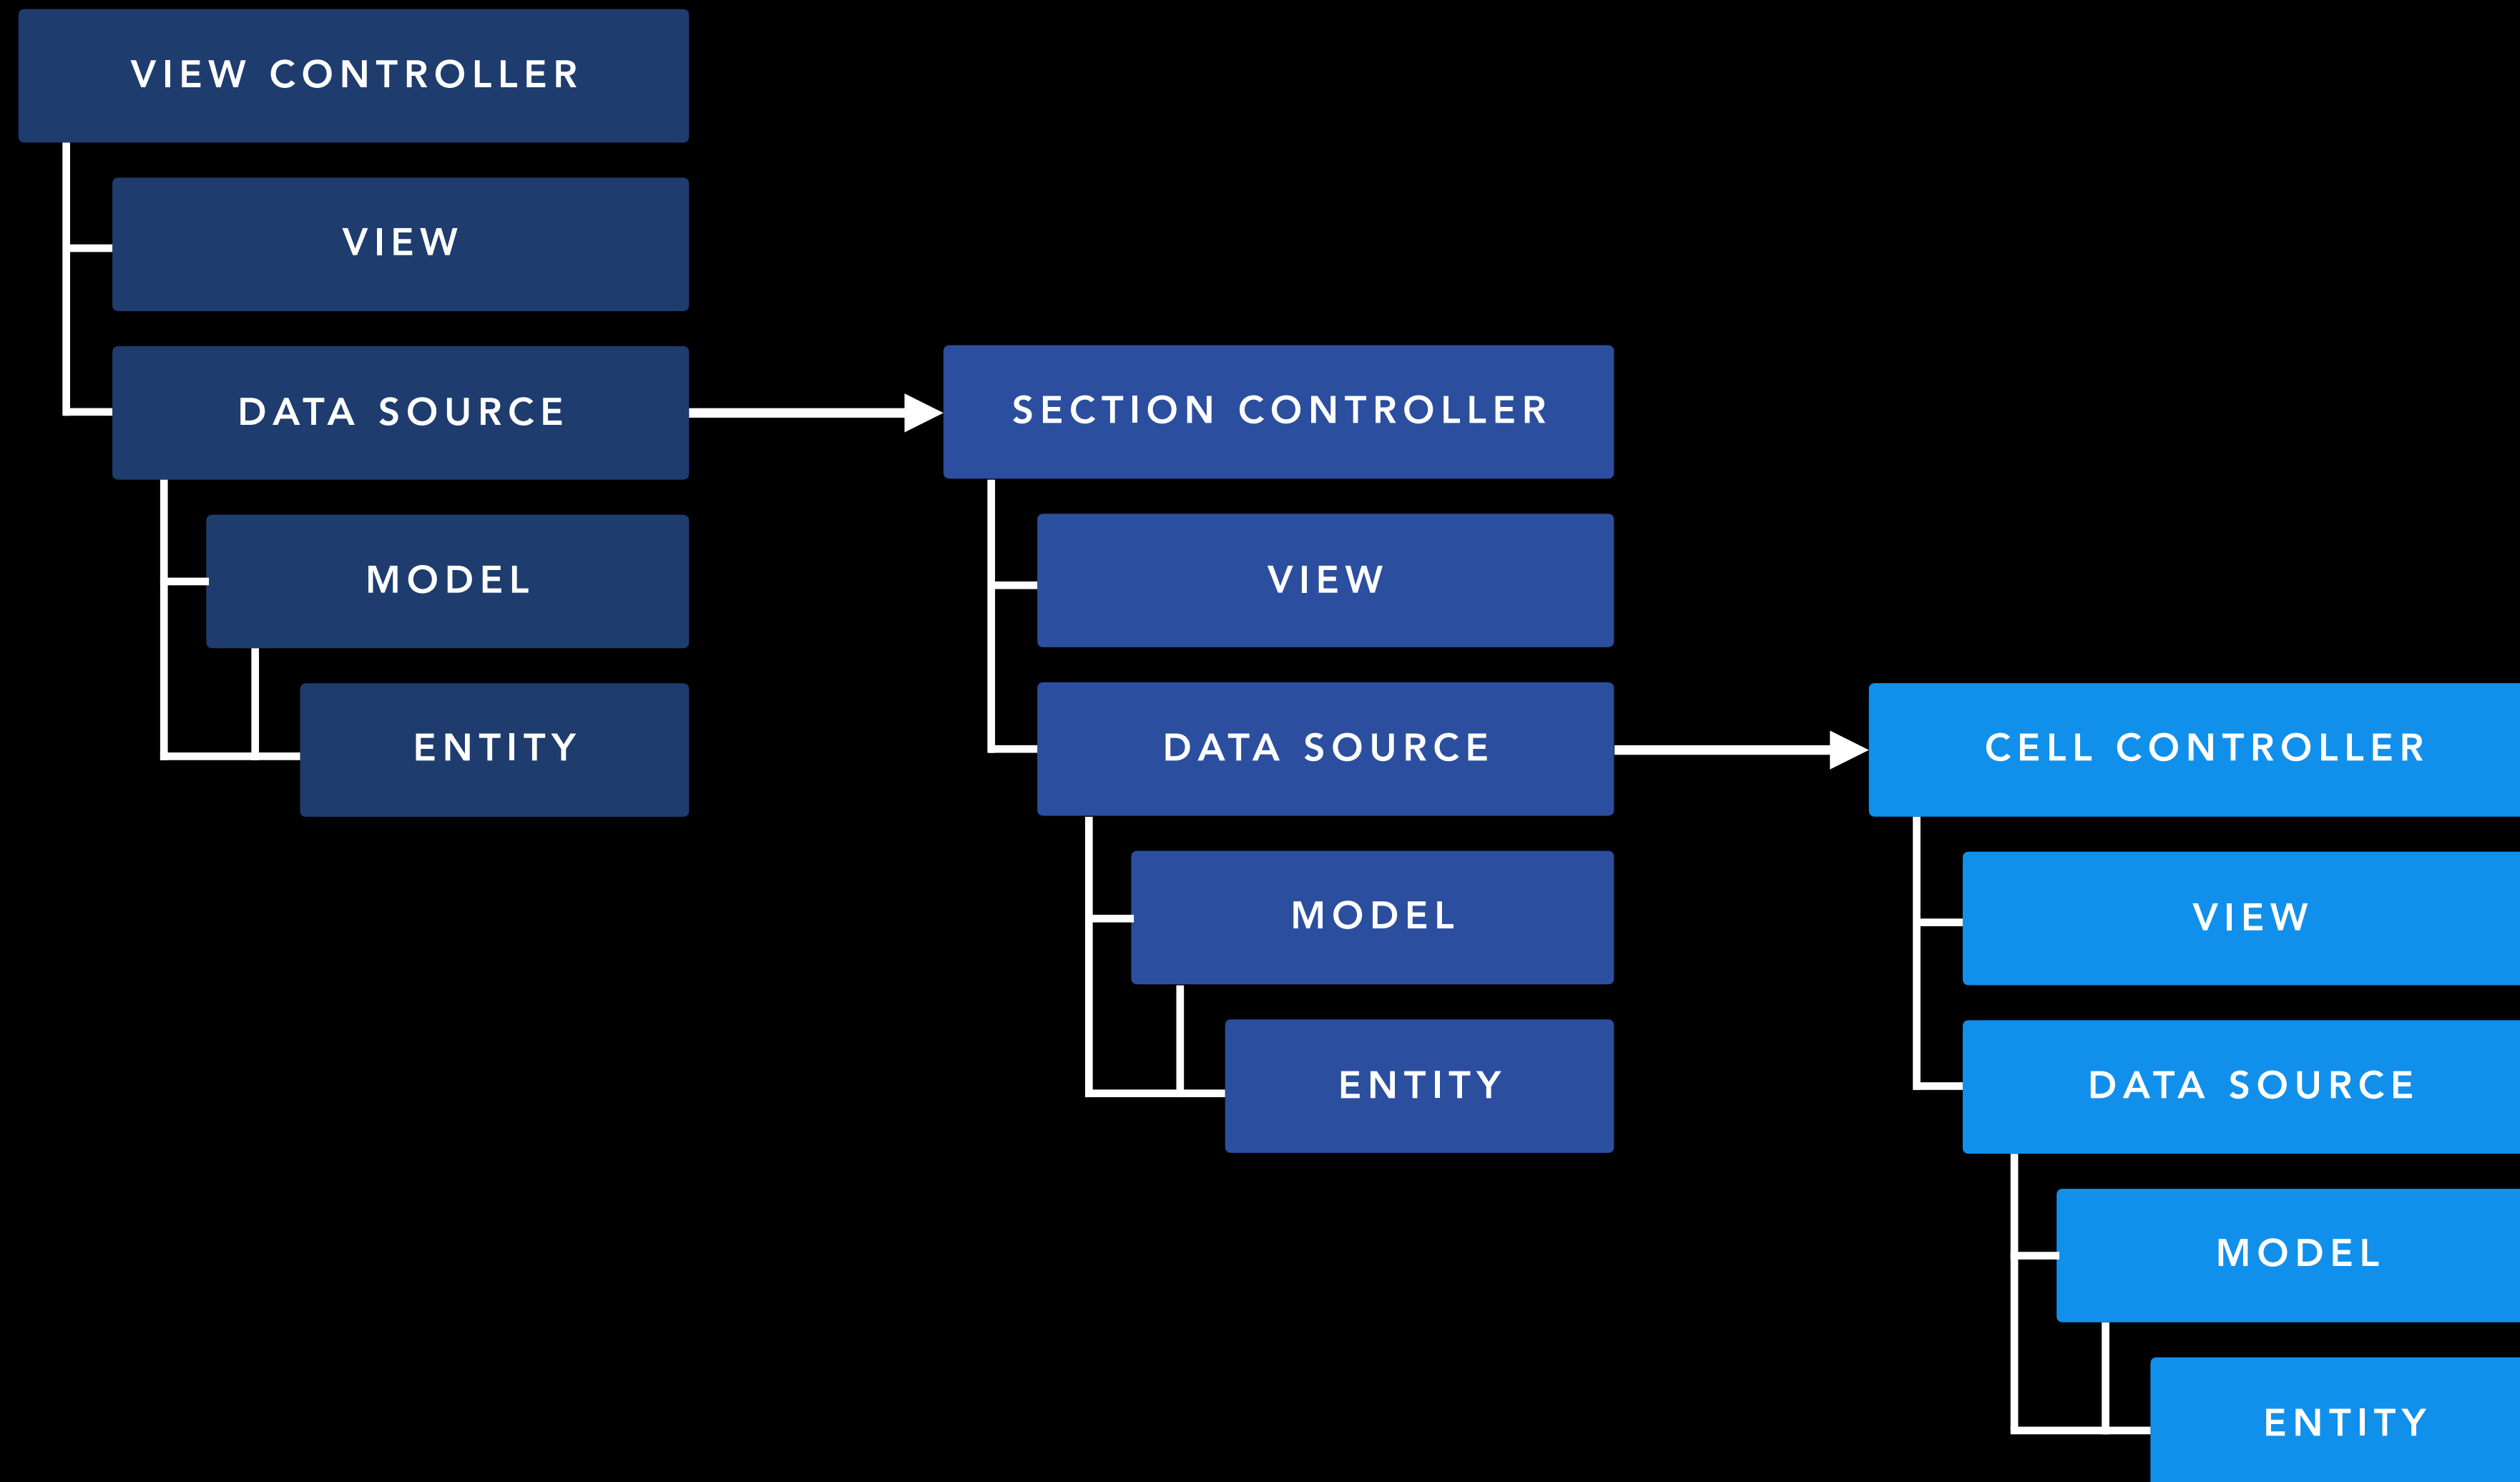 VIEW CONTROLLER
VIEW
DATA SOURCE
MODEL
ENTITY
SECTION CONTROLLER
VIEW
DATA SOURCE
MODEL
ENTITY
CELL CONTROLLER
VIEW
DATA SOURCE
MODEL
ENTITY